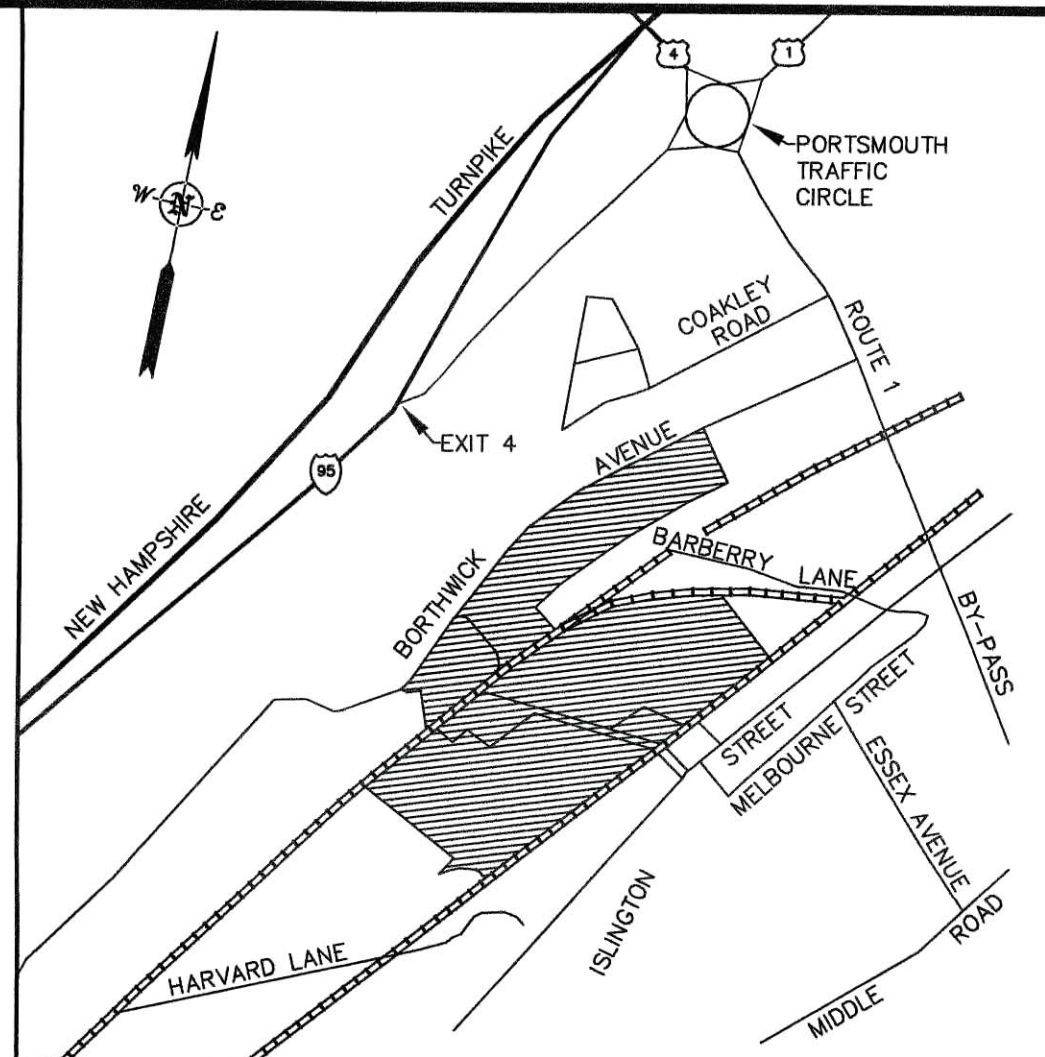 4
1
PORTSMOUTH
TRAFFIC
CIRCLE
TURNPIKE
W N E
COAKLEY
ROAD
ROUTE 1
EXIT 4
95
AVENUE
NEW HAMPSHIRE
BORTHWICK
BARBERRY
LANE
BY-PASS
STREET
MELBOURNE STREET
ESSEX AVENUE
ISLINGTON
HARVARD LANE
MIDDLE
ROAD